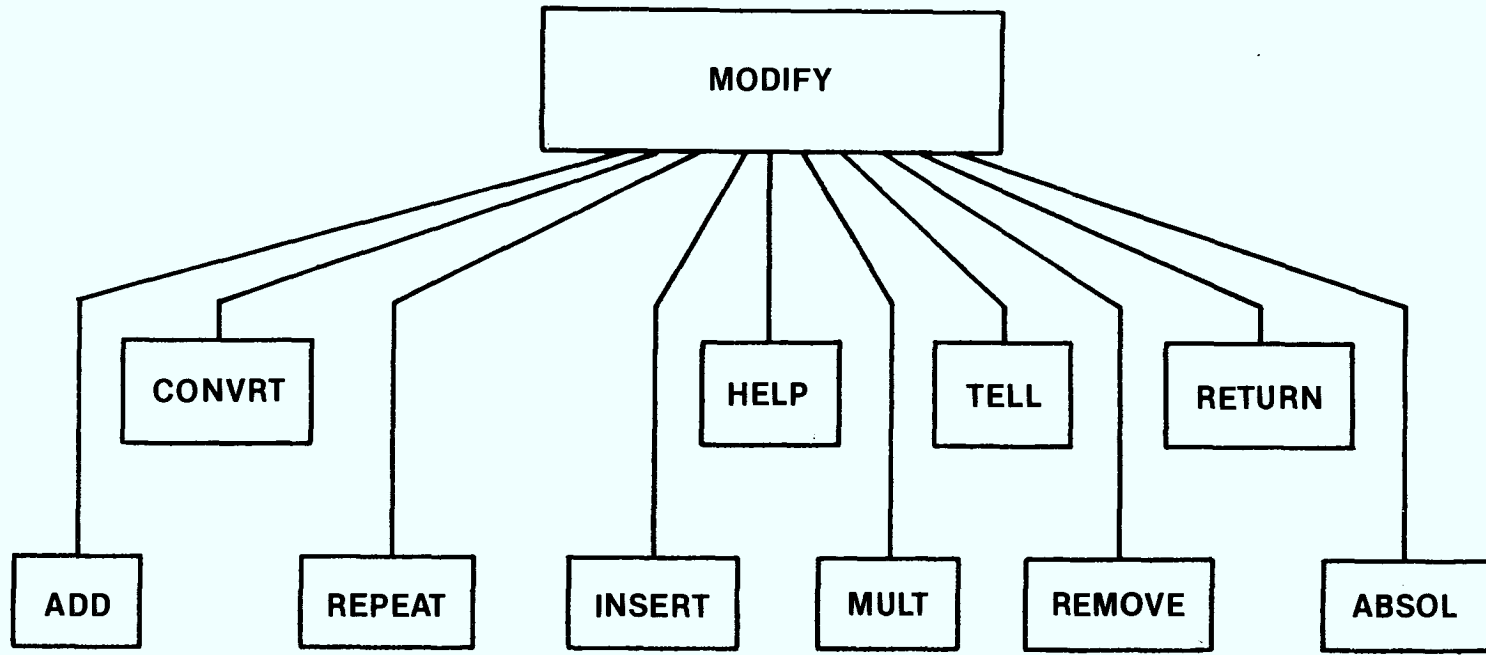 MODIFY
CONVRT
HELP
TELL
RETURN
ADD
REPEAT
INSERT
MULT
REMOVE
ABSOL